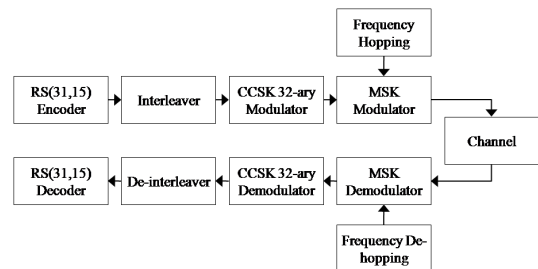 Frequency
Hopping
RS(31,15)
Encoder
Interleaver
CCSK 32-ary
Modulator
MSK
Modulator
Channel
RS(31,15)
Decoder
De-interleaver
CCSK 32-ary
Demodulator
MSK
Demodulator
Frequency De-
hopping